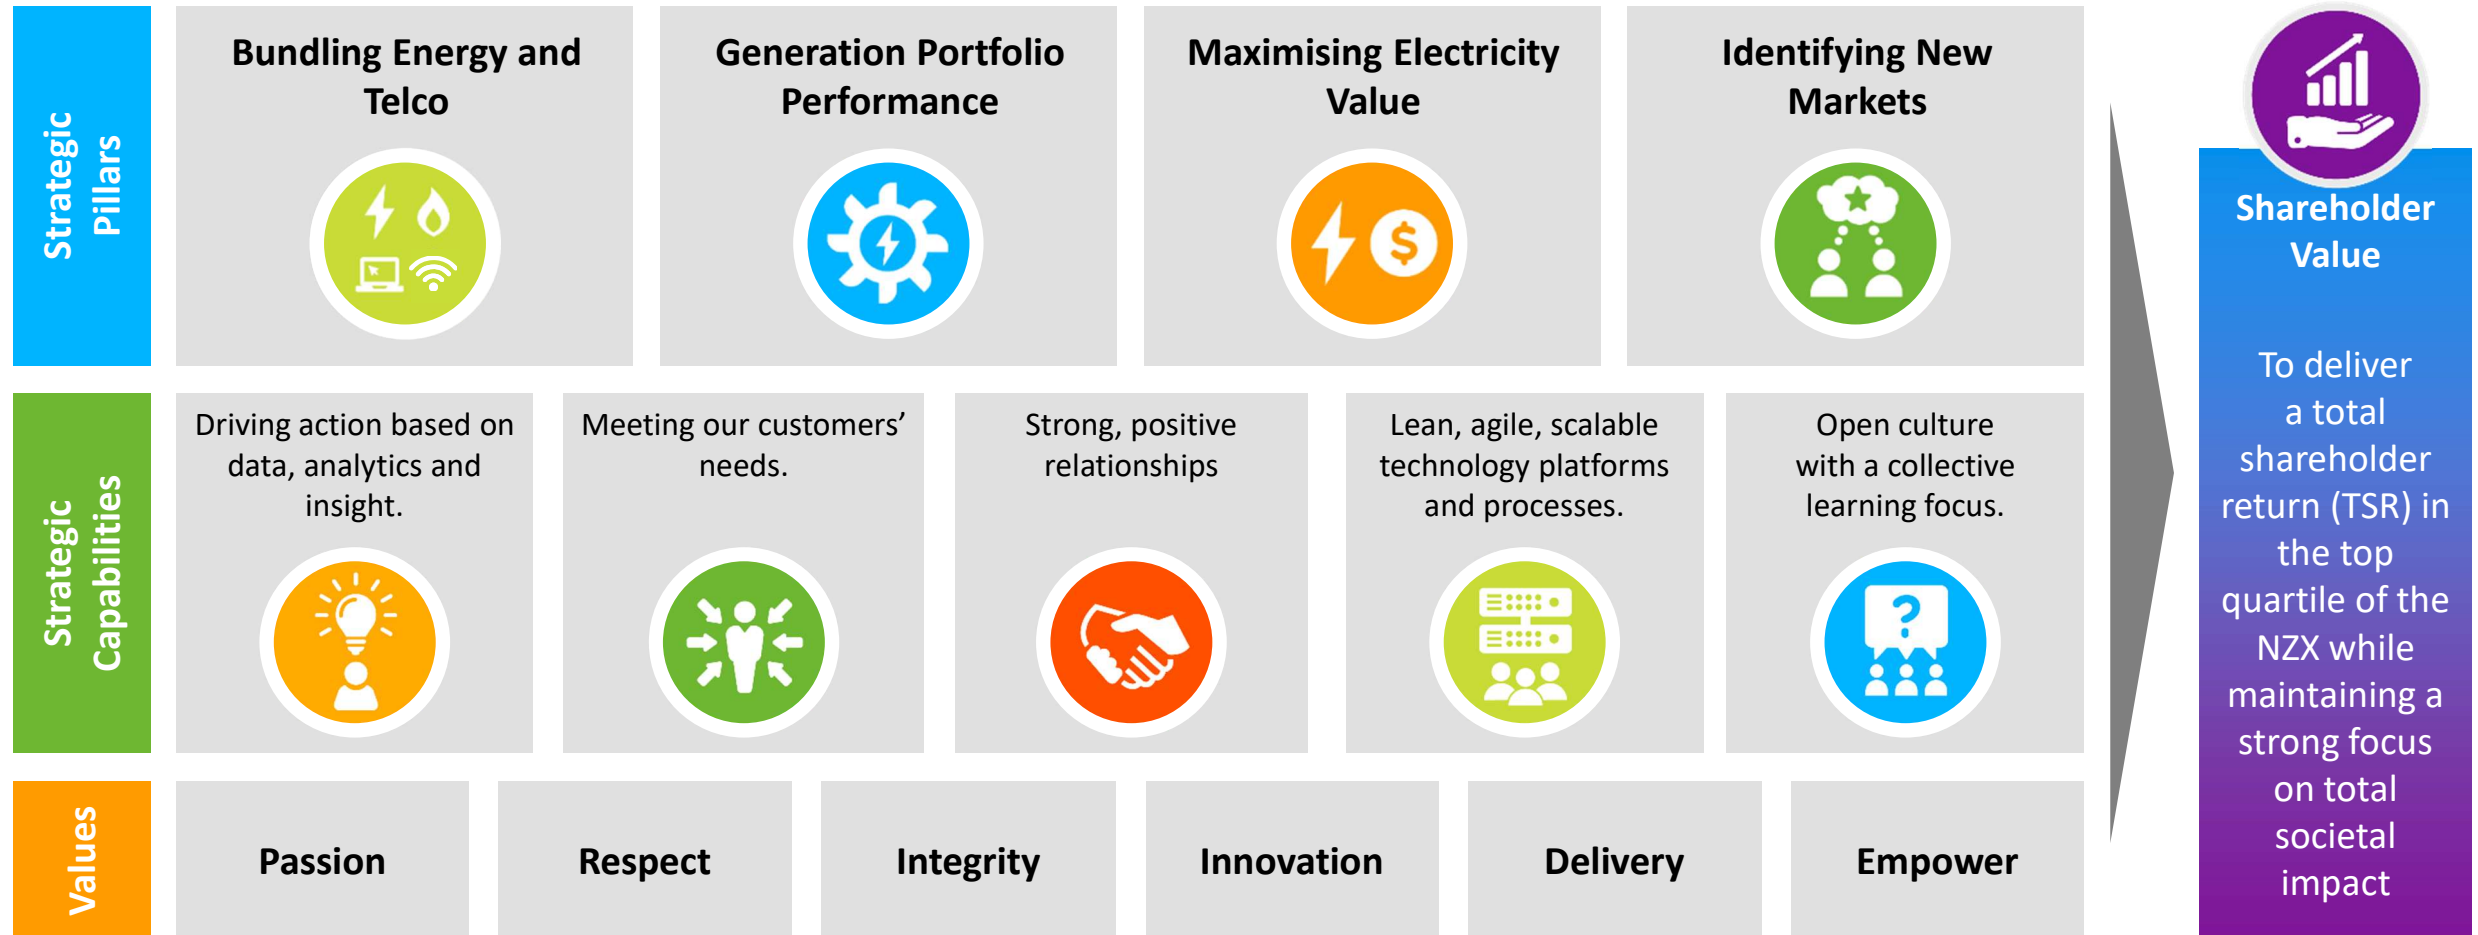 Strategic
Pillars
Bundling Energy and
Telco
Generation Portfolio
Performance
Maximising Electricity
Value
Identifying New
Markets
Strategic
Capabilities
Driving action based on
data, analytics and
insight.
Meeting our customers’
needs.
Strong, positive
relationships
Lean, agile, scalable
technology platforms
and processes.
Open culture
with a collective
learning focus.
?
Values
Passion
Respect
Integrity
Innovation
Delivery
Empower
Shareholder
Value
To deliver
a total
shareholder
return (TSR) in
the top
quartile of the
NZX while
maintaining a
strong focus
on total
societal
impact